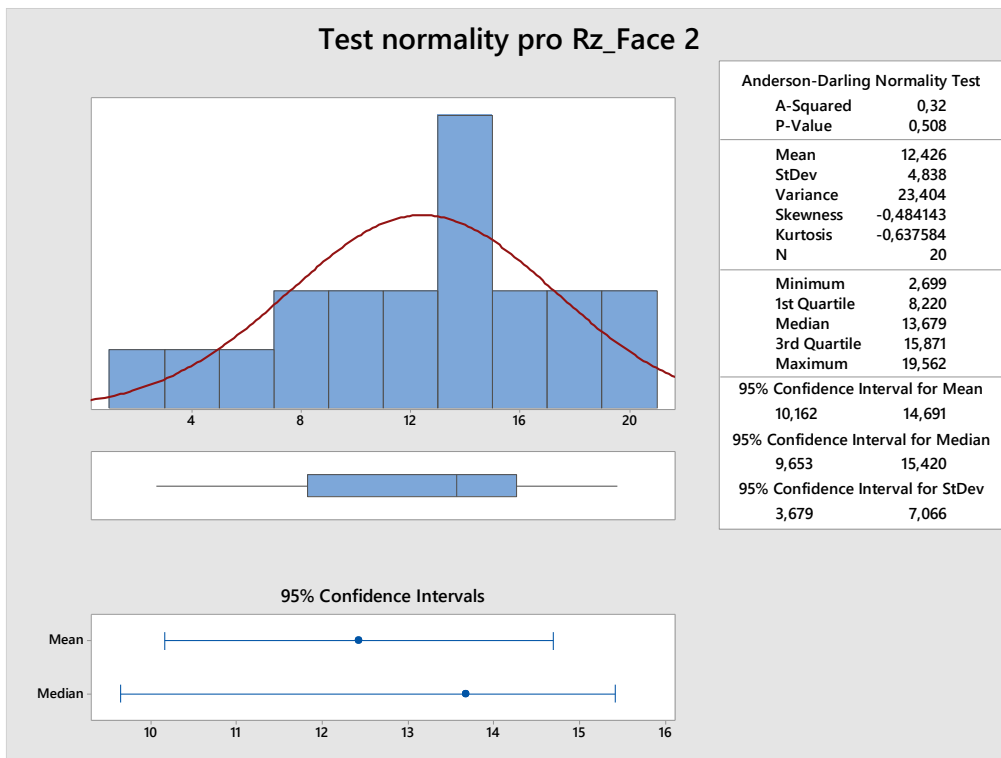 Test normality pro Rz_Face 2
4 8 12 16 20
95% Confidence Intervals
Mean
Median
10 11 12 13 14 15 16
Anderson-Darling Normality Test
A-Squared 0,32
P-Value 0,508
Mean 12,426
StDev 4,838
Variance 23,404
Skewness -0,484143
Kurtosis -0,637584
N 20
Minimum 2,699
1st Quartile 8,220
Median 13,679
3rd Quartile 15,871
Maximum 19,562
95% Confidence Interval for Mean
10,162 14,691
95% Confidence Interval for Median
9,653 15,420
95% Confidence Interval for StDev
3,679 7,066